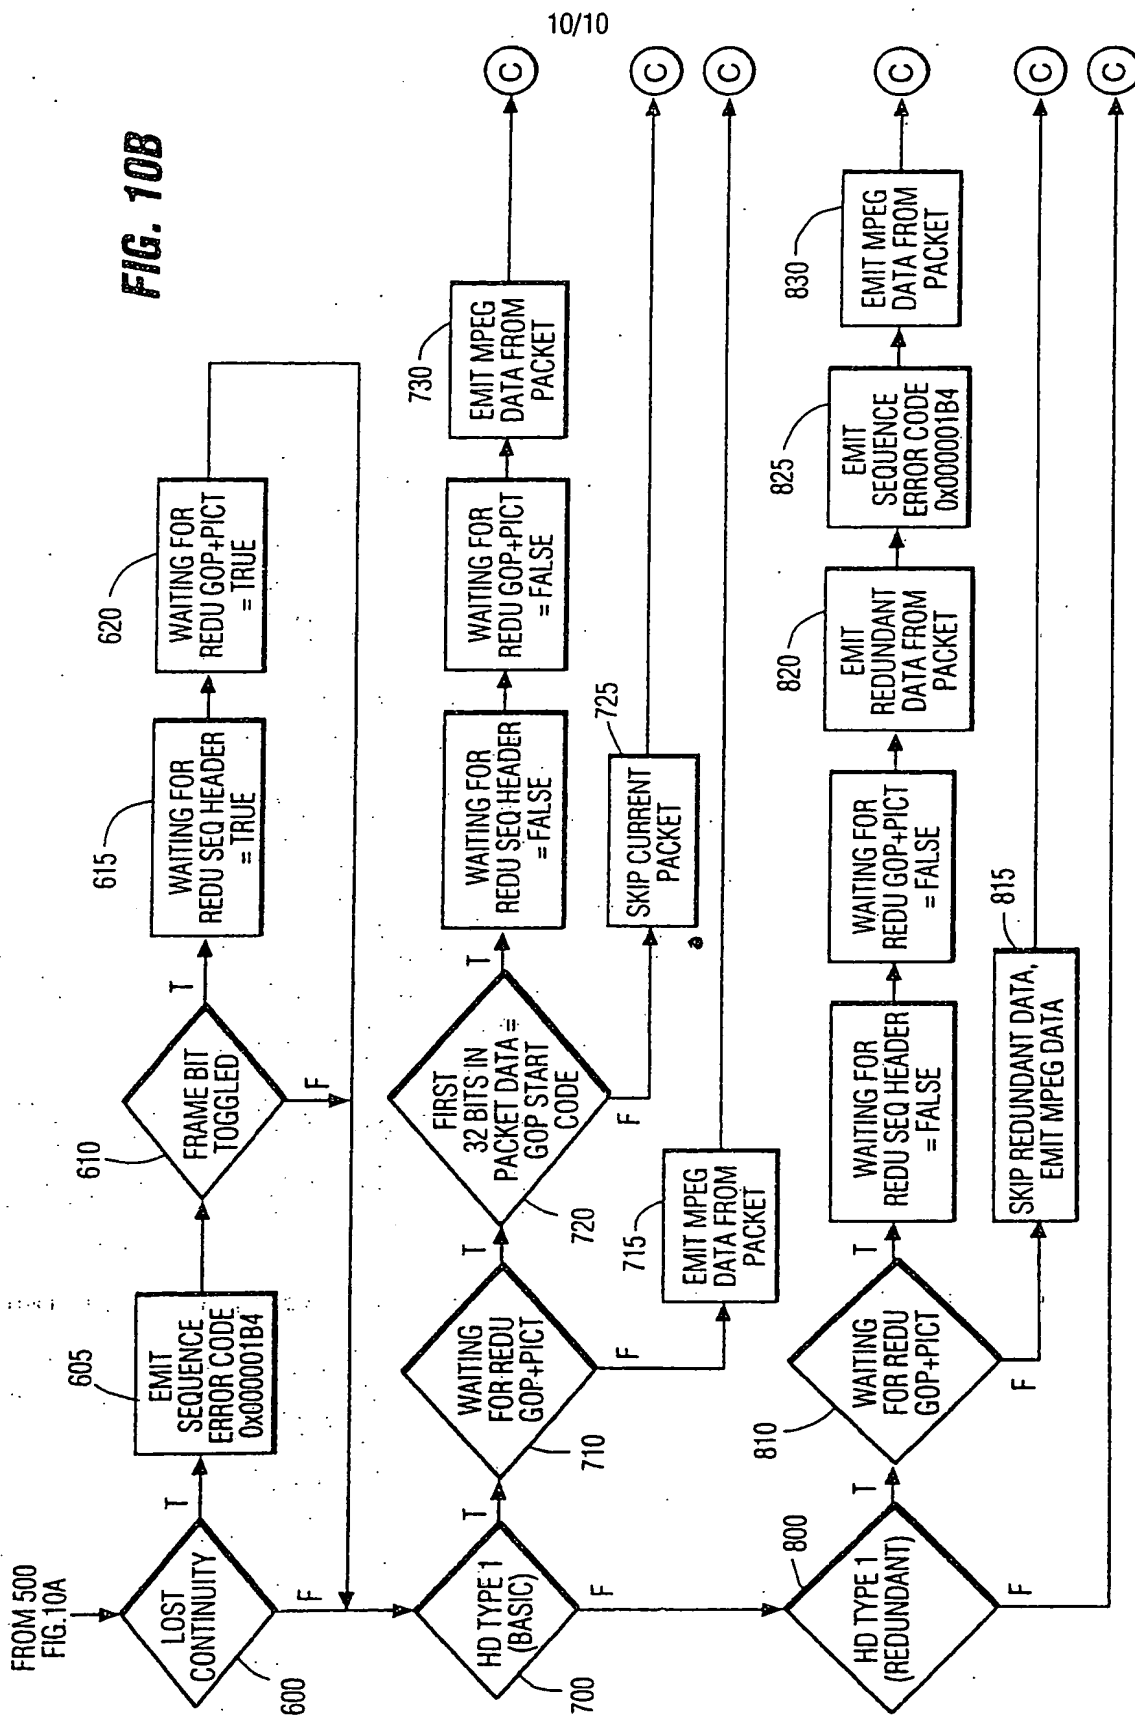 10/10
FIG. 10B
FROM 500
FIG.10A
LOST
CONTINUITY
600
T
F
EMIT
SEQUENCE
ERROR CODE
0x000001B4
605
FRAME BIT
TOGGLED
610
T
F
WAITING FOR
REDU SEQ HEADER
= TRUE
615
WAITING FOR
REDU GOP+PICT
= TRUE
620
HD TYPE 1
(BASIC)
700
T
F
WAITING
FOR REDU
GOP+PICT
710
T
F
EMIT MPEG
DATA FROM
PACKET
715
C
FIRST
32 BITS IN
PACKET DATA =
GOP START
CODE
720
T
F
SKIP CURRENT
PACKET
725
C
WAITING FOR
REDU SEQ HEADER
=FALSE
WAITING FOR
REDU GOP+PICT
= FALSE
EMIT MPEG
DATA FROM
PACKET
730
C
HD TYPE 1
(REDUNDANT)
800
T
F
C
WAITING
FOR REDU
GOP+PICT
810
T
F
SKIP REDUNDANT DATA,
EMIT MPEG DATA
815
C
WAITING FOR
REDU SEQ HEADER
= FALSE
WAITING FOR
REDU GOP+PICT
= FALSE
EMIT
REDUNDANT
DATA FROM
PACKET
820
EMIT
SEQUENCE
ERROR CODE
0x000001B4
825
EMIT MPEG
DATA FROM
PACKET
830
C